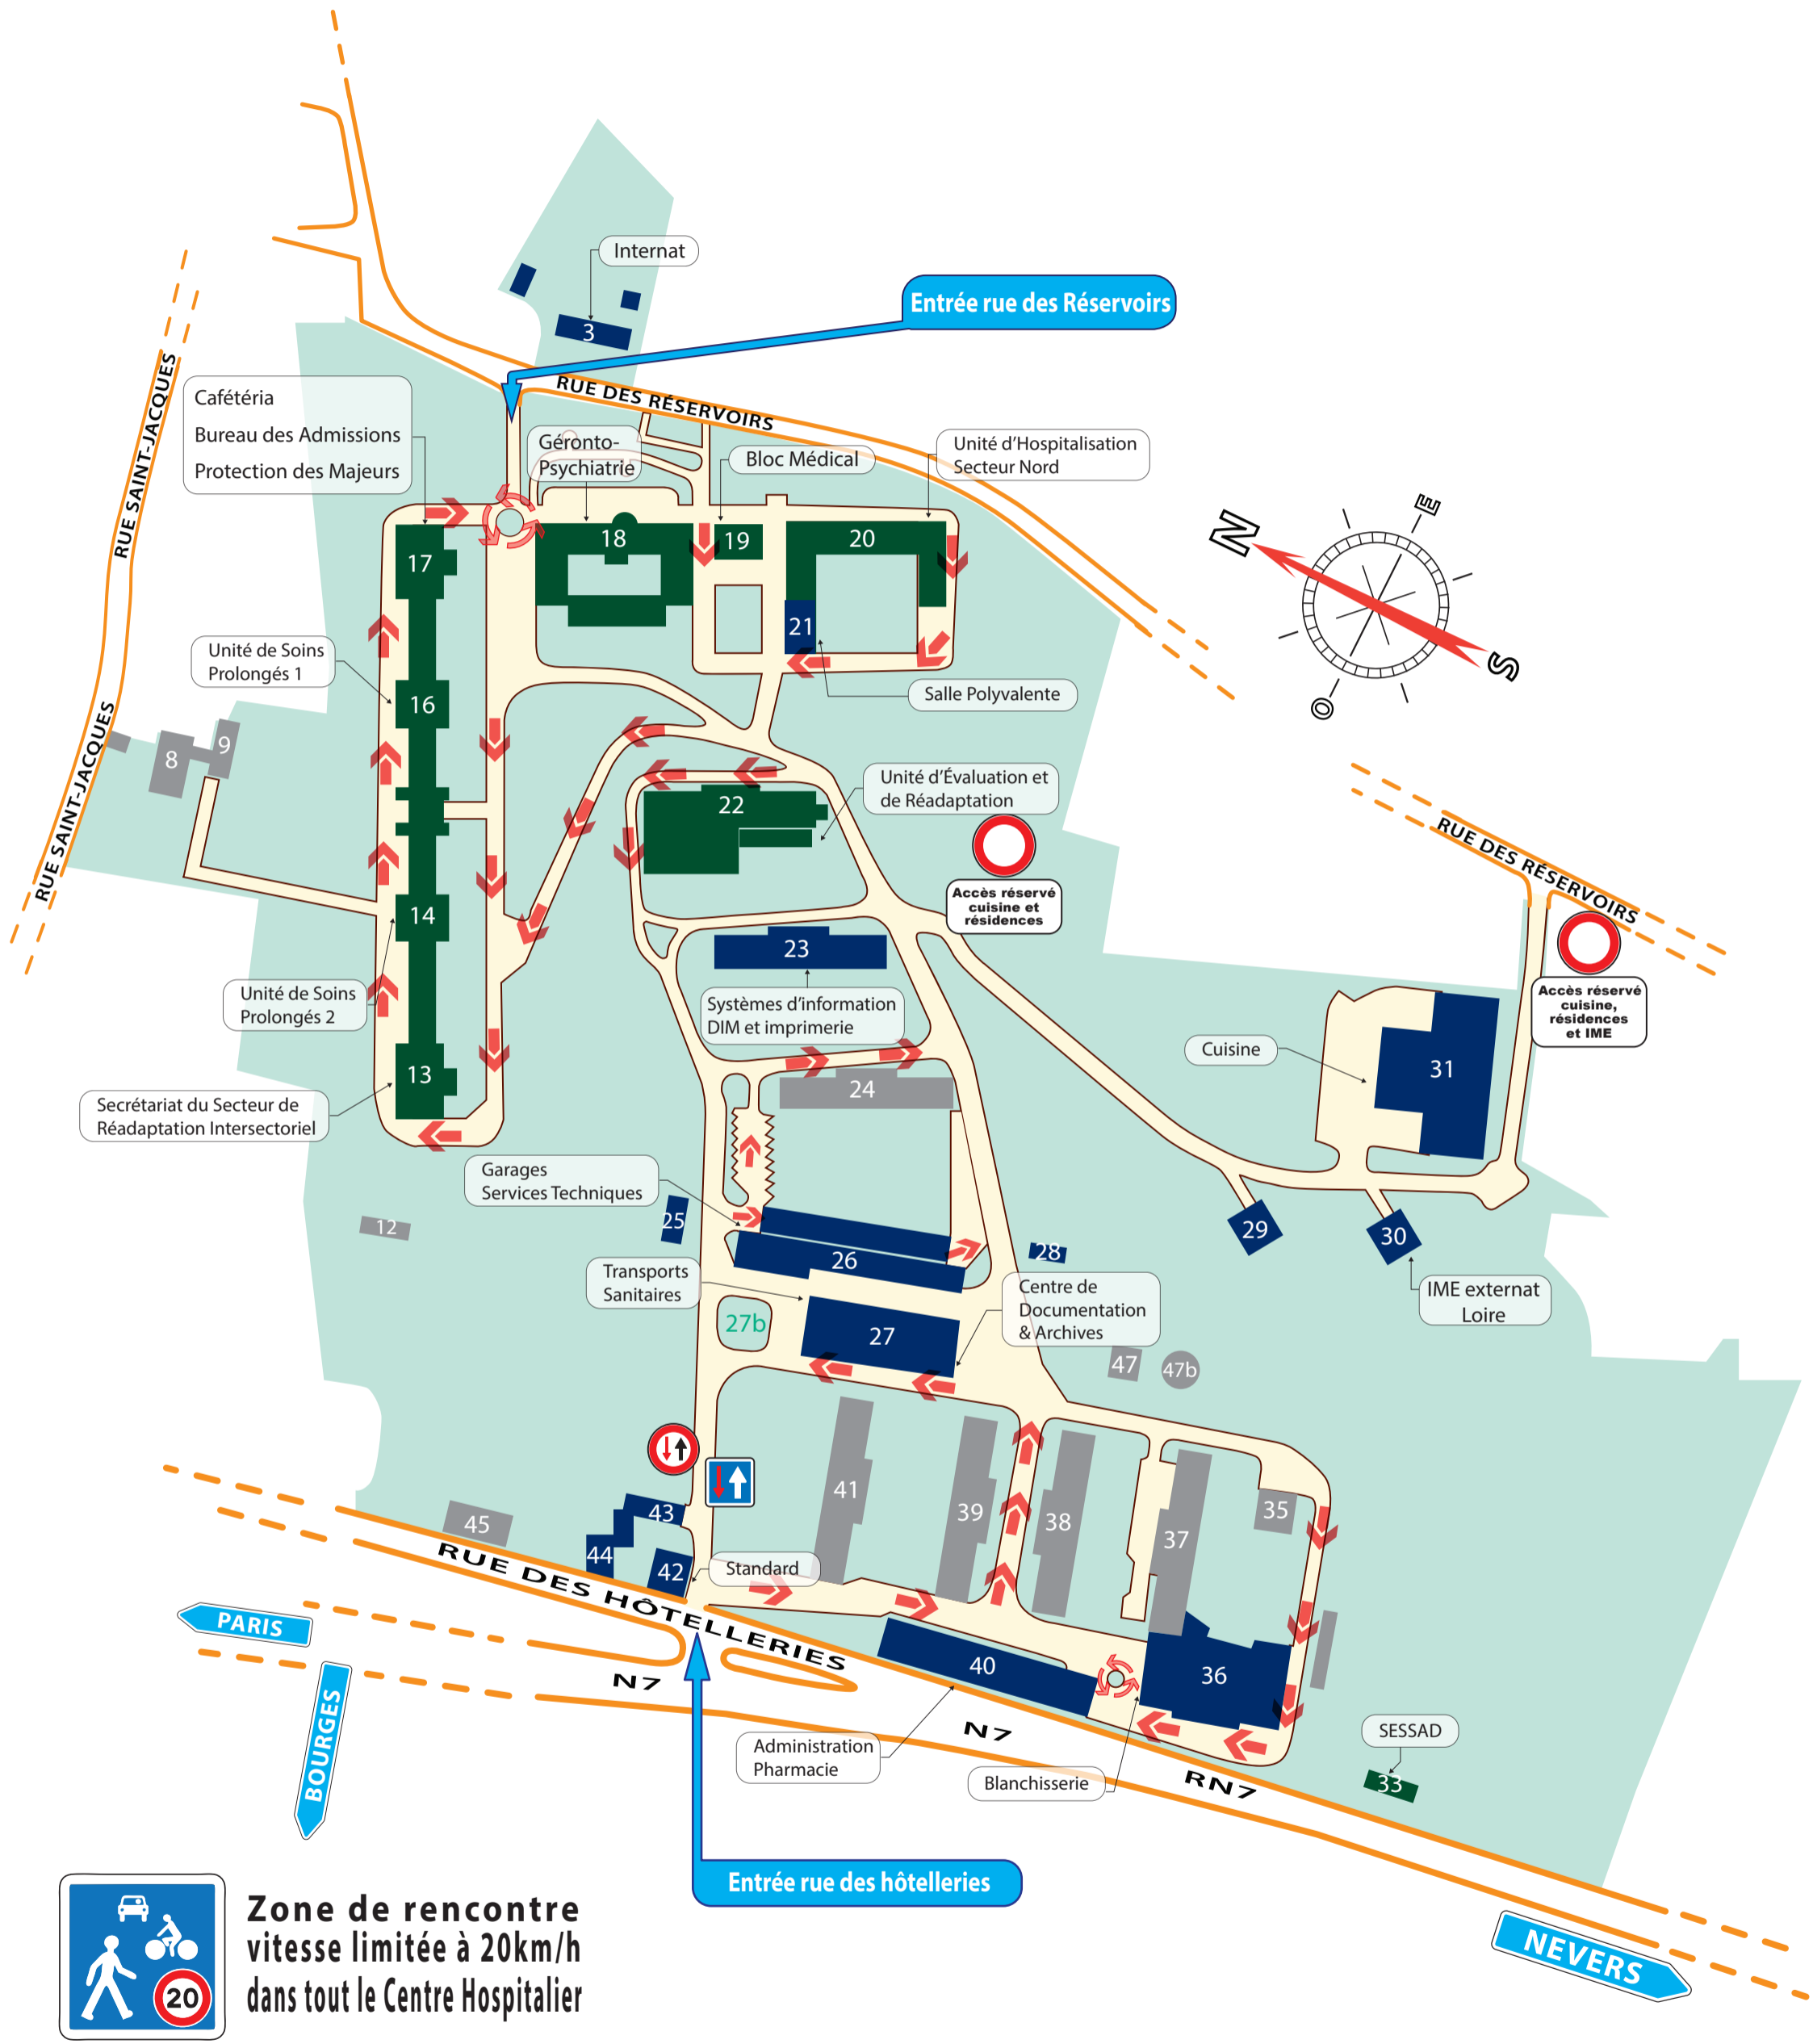 Internat
3
Entrée rue des Réservoirs
RUE DES RÉSERVOIRS
RUE SAINT-JACQUES
Cafétéria
Bureau des Admissions
Protection des Majeurs
Géronto-
Psychiatrie
Bloc Médical
Unité d'Hospitalisation
Secteur Nord
N
E
S
O
17
18
19
20
21
Unité de Soins
Prolongés 1
16
Salle Polyvalente
RUE SAINT-JACQUES
8
9
22
Unité d'Évaluation et
de Réadaptation
Accès réservé
cuisine et
résidences
RUE DES RÉSERVOIRS
Accès réservé
cuisine,
résidences
et IME
14
23
Systèmes d'information
DIM et imprimerie
Unité de Soins
Prolongés 2
13
Secrétariat du Secteur de
Réadaptation Intersectoriel
24
Cuisine
31
Garages
Services Techniques
12
25
26
28
29
30
IME externat
Loire
Transports
Sanitaires
Centre de
Documentation
& Archives
27b
27
47
47b
41
39
38
37
35
45
43
44
42
Standard
RUE DES HÔTELLERIES
PARIS
BOURGES
N7
40
36
N7
Administration
Pharmacie
Blanchisserie
RN7
SESSAD
33
Entrée rue des hôtelleries
NEVERS
20
Zone de rencontre
vitesse limitée à 20km/h
dans tout le Centre Hospitalier